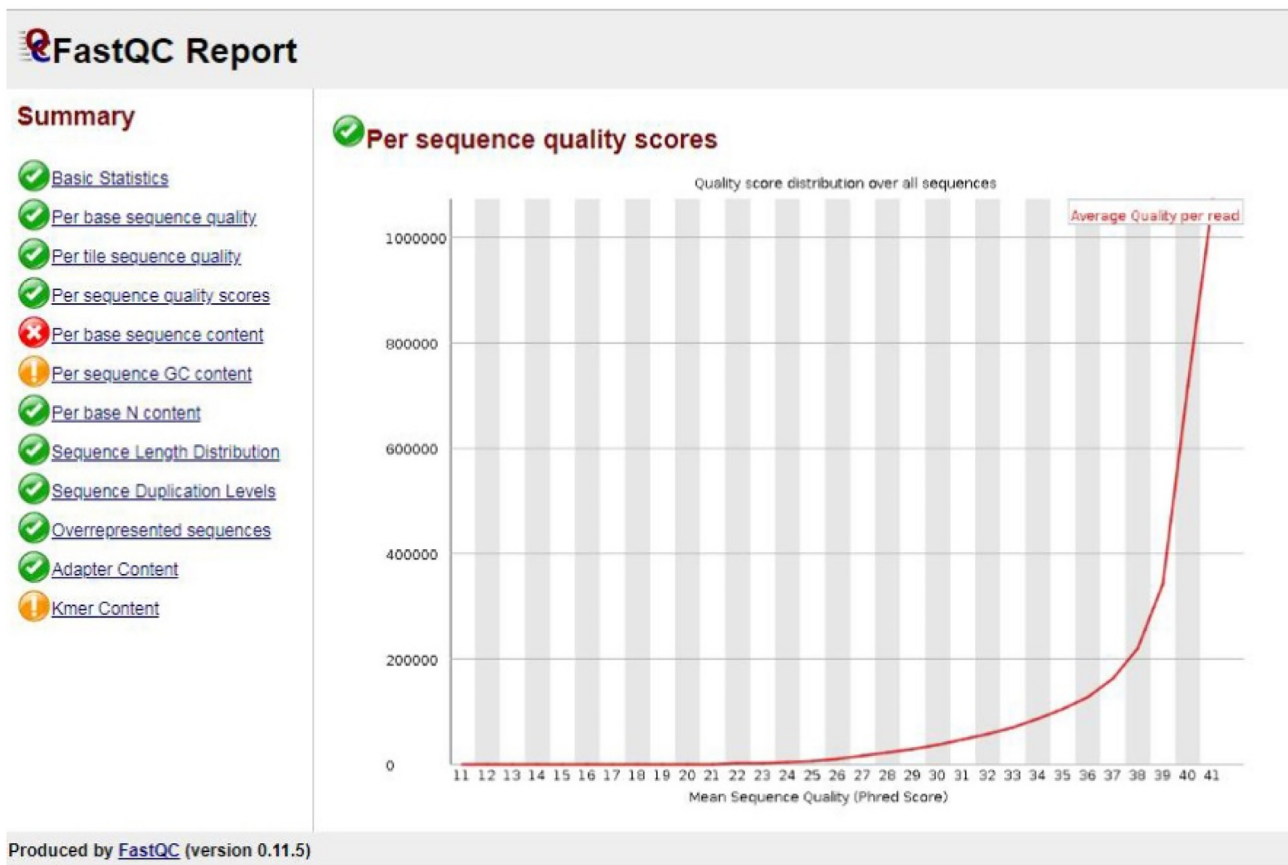 FastQC Report
Summary
Basic Statistics
Per base sequence quality
Per tile sequence quality
Per sequence quality scores
Per base sequence content
Per sequence GC content
Per base N content
Sequence Length Distribution
Sequence Duplication Levels
Overrepresented sequences
Adapter Content
Kmer Content
Per sequence quality scores
Quality score distribution over all sequences
Average Quality per read
1000000
800000
600000
400000
200000
0
11 12 13 14 15 16 17 18 19 20 21 22 23 24 25 26 27 28 29 30 31 32 33 34 35 36 37 38 39 40 41
Mean Sequence Quality (Phred Score)
Produced by FastQC (version 0.11.5)